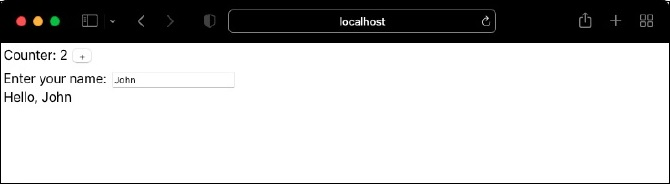 localhost
Counter: 2 +
Enter your name: John
Hello, John